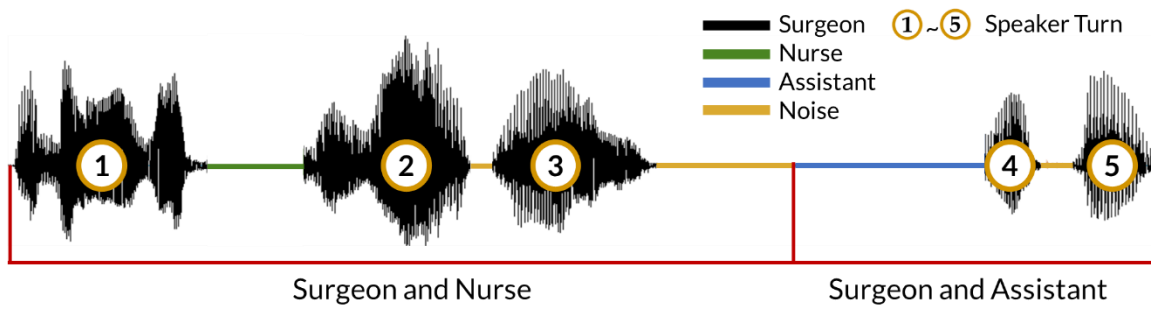 Surgeon 1 ~ 5 Speaker Turn
Nurse
Assistant
Noise
1 2 3 4 5
Surgeon and Nurse Surgeon and Assistant